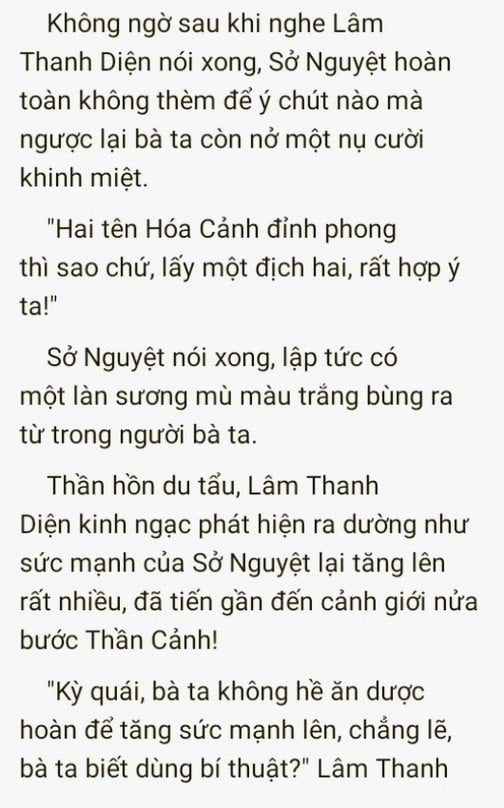 Không ngờ sau khi nghe Lâm
Thanh Diện nói xong, Sở Nguyệt hoàn
toàn không thèm để ý chút nào mà
ngược lại bà ta còn nở một nụ cười
khinh miệt.
"Hai tên Hóa Cảnh đỉnh phong
thì sao chứ, lấy một địch hai, rất hợp ý
ta!"
Sở Nguyệt nói xong, lập tức có
một làn sương mù màu trắng bùng ra
từ trong người bà ta.
Thần hồn du tẩu, Lâm Thanh
Diện kinh ngạc phát hiện ra dường như
sức mạnh của Sở Nguyệt lại tăng lên
rất nhiều, đã tiến gần đến cảnh giới nửa
bước Thần Cảnh!
"Kỳ quái, bà ta không hề ăn dược
hoàn để tăng sức mạnh lên, chẳng lẽ,
bà ta biết dùng bí thuật?" Lâm Thanh